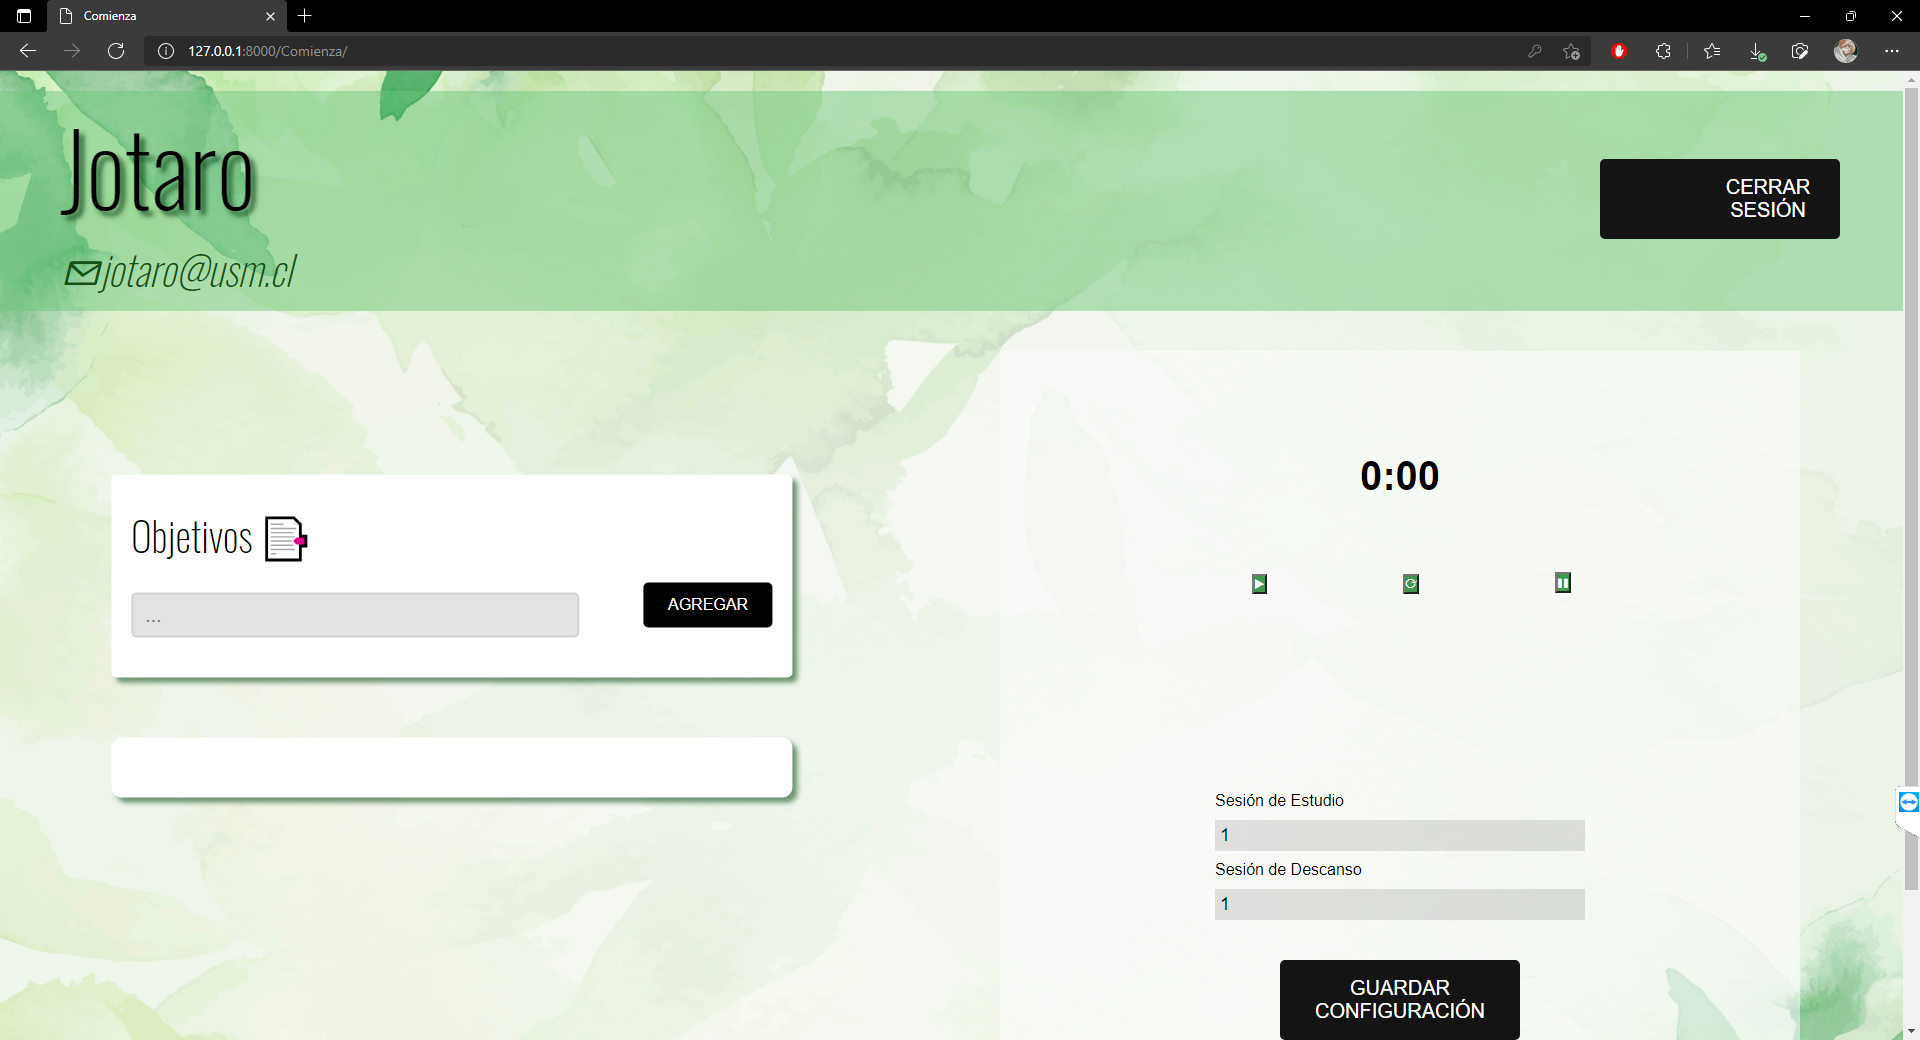 Comienza
127.0.0.1:8000/Comienza/
Jotaro
jotaro@usm.cl
CERRAR
SESIÓN
Objetivos
...
AGREGAR
0:00
Sesión de Estudio
1
Sesión de Descanso
1
GUARDAR
CONFIGURACIÓN